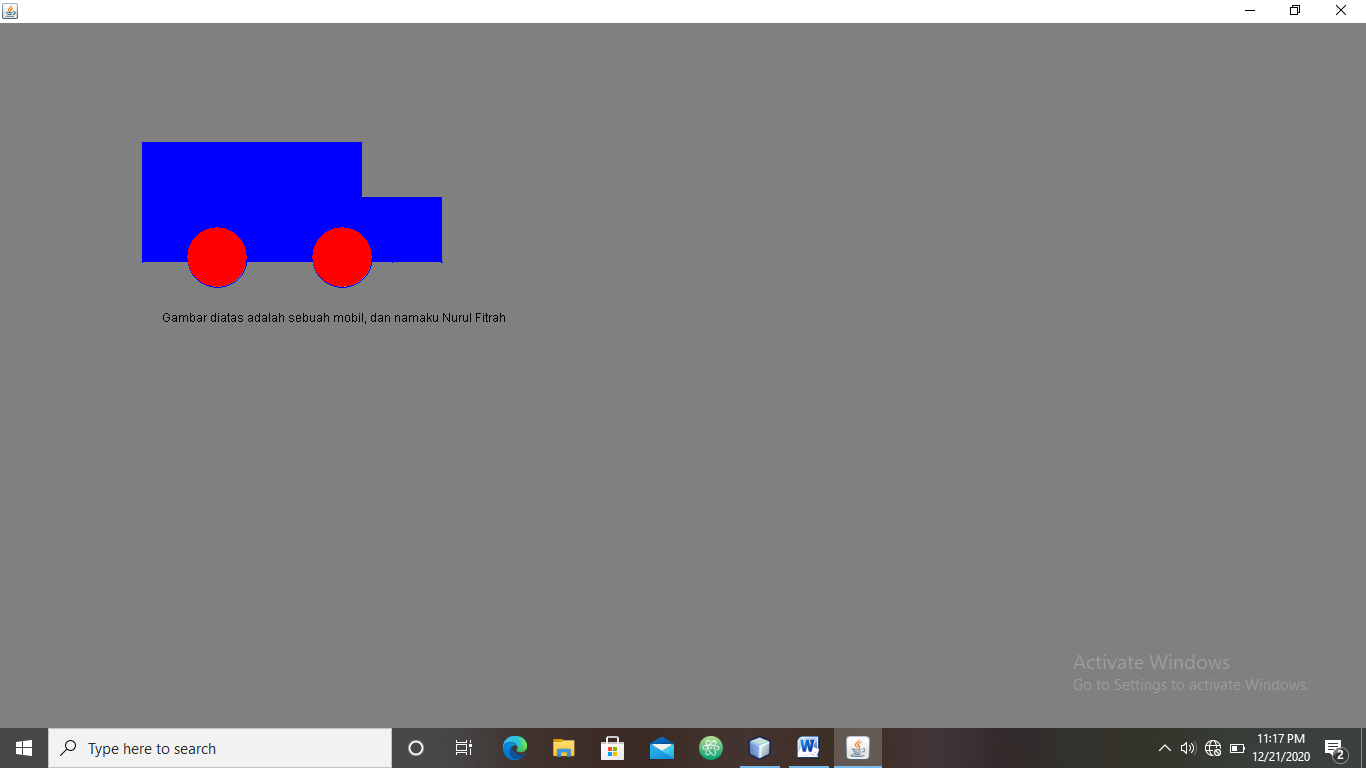 Gambar diatas adalah sebuah mobil, dan namaku Nurul Fitrah
Activate Windows
Go to Settings to activate Windows.
Type here to search
11:17 PM
12/21/2020
2